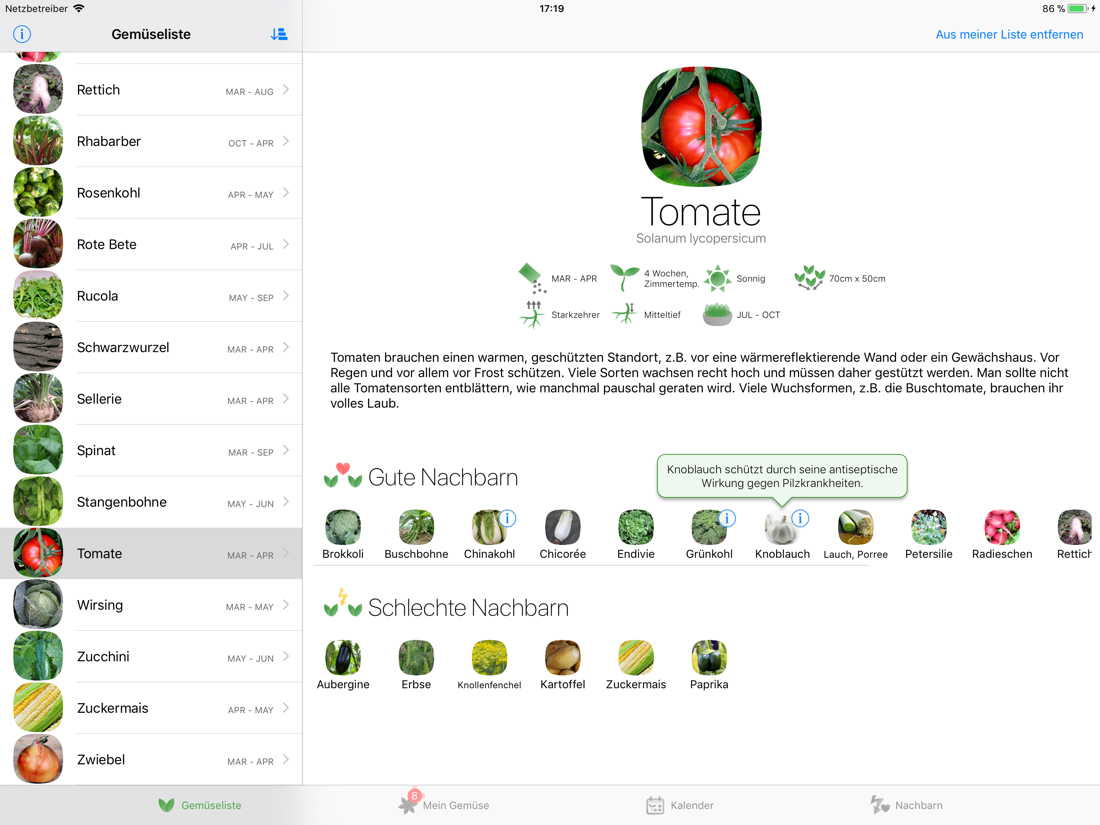 Netzbetreiber
17:19
86 %
Gemüseliste
Aus meiner Liste entfernen
Rettich MAR - AUG
Rhabarber OCT - APR
Rosenkohl APR - MAY
Rote Bete APR - JUL
Rucola MAY - SEP
Schwarzwurzel MAR - APR
Sellerie MAR - APR
Spinat MAR - SEP
Stangenbohne MAY - JUN
Tomate MAR - APR
Wirsing MAR - MAY
Zucchini MAY - JUN
Zuckermais APR - MAY
Zwiebel MAR - APR
Tomate
Solanum lycopersicum
MAR - APR
4 Wochen,
Zimmertemp.
Sonnig
70cm x 50cm
Starkzehrer
Mitteltief
JUL - OCT
Tomaten brauchen einen warmen, geschützten Standort, z.B. vor eine wärmereflektierende Wand oder ein Gewächshaus. Vor
Regen und vor allem vor Frost schützen. Viele Sorten wachsen recht hoch und müssen daher gestützt werden. Man sollte nicht
alle Tomatensorten entblättern, wie manchmal pauschal geraten wird. Viele Wuchsformen, z.B. die Buschtomate, brauchen ihr
volles Laub.
Gute Nachbarn
Knoblauch schützt durch seine antiseptische
Wirkung gegen Pilzkrankheiten.
Brokkoli Buschbohne Chinakohl Chicorée Endivie Grünkohl Knoblauch Lauch, Porree Petersilie Radieschen Rettich
Schlechte Nachbarn
Aubergine Erbse Knollenfenchel Kartoffel Zuckermais Paprika
Gemüseliste
8
Mein Gemüse
Kalender
Nachbarn